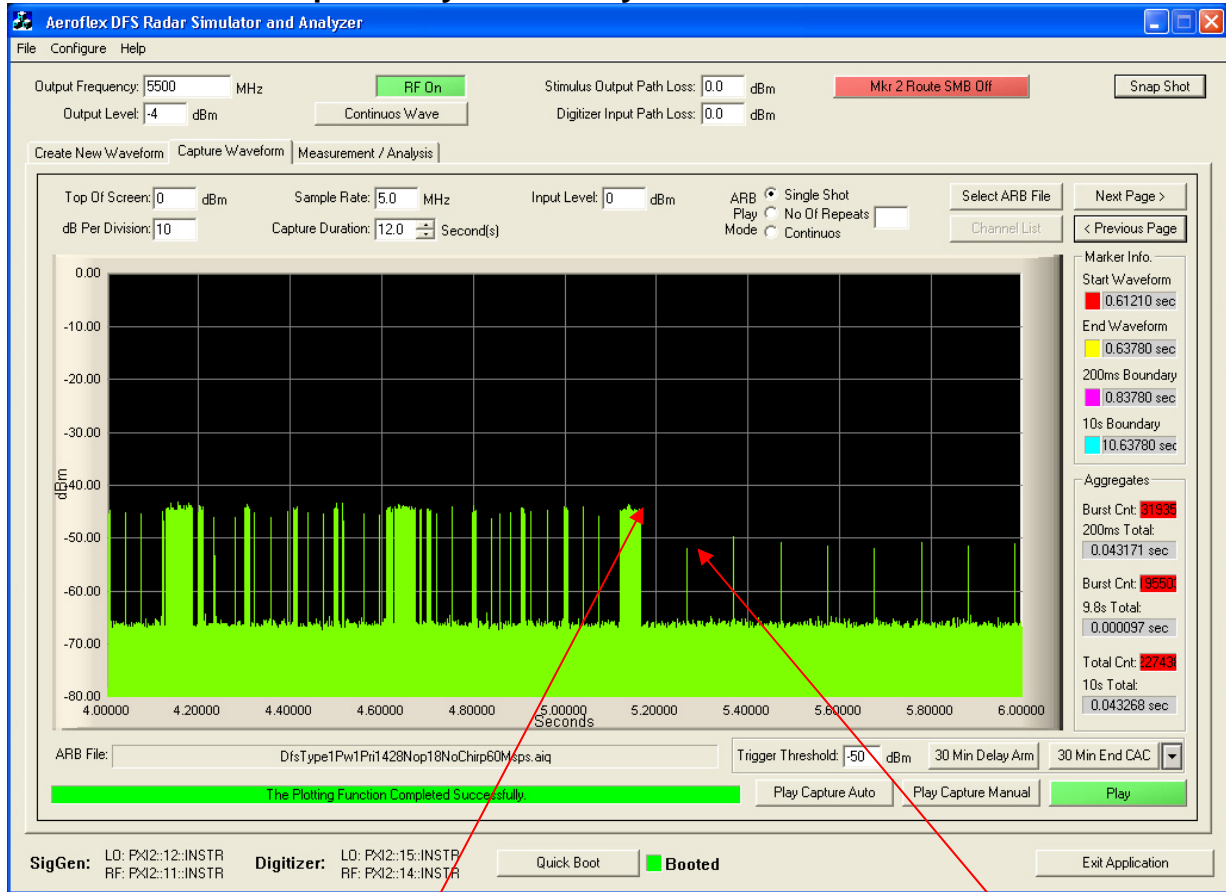 Aeroflex DFS Radar Simulator and Analyzer
File Configure Help
Output Frequency: 5500 MHz
RF On
Stimulus Output Path Loss: 0.0 dBm
Mkr 2 Route SMB Off
Snap Shot
Output Level: -4 dBm
Continuos Wave
Digitizer Input Path Loss: 0.0 dBm
Create New Waveform Capture Waveform Measurement / Analysis
Top Of Screen: 0 dBm
Sample Rate: 5.0 MHz
Input Level: 0 dBm
ARB Play Mode
Single Shot
No Of Repeats
Continuos
Select ARB File
Next Page >
dB Per Division: 10
Capture Duration: 12.0 Second(s)
Channel List
< Previous Page
0.00
-10.00
-20.00
-30.00
-40.00
-50.00
-60.00
-70.00
-80.00
dBm
4.00000 4.20000 4.40000 4.60000 4.80000 5.00000 5.20000 5.40000 5.60000 5.80000 6.00000
Seconds
Marker Info.
Start Waveform
0.61210 sec
End Waveform
0.63780 sec
200ms Boundary
0.83780 sec
10s Boundary
10.63780 sec
Aggregates
Burst Cnt: 31935
200ms Total:
0.043171 sec
Burst Cnt:
9.8s Total:
0.000097 sec
Total Cnt:
10s Total:
0.043268 sec
ARB File: DfsType1Pw1Pri1428Nop18NoChirp60Msps.aiq
Trigger Threshold: -50 dBm
30 Min Delay Arm
30 Min End CAC
The Plotting Function Completed Successfully.
Play Capture Auto
Play Capture Manual
Play
SigGen: LO: PXI2::12::INSTR
RF: PXI2::11::INSTR
Digitizer: LO: PXI2::15::INSTR
RF: PXI2::14::INSTR
Quick Boot
Booted
Exit Application